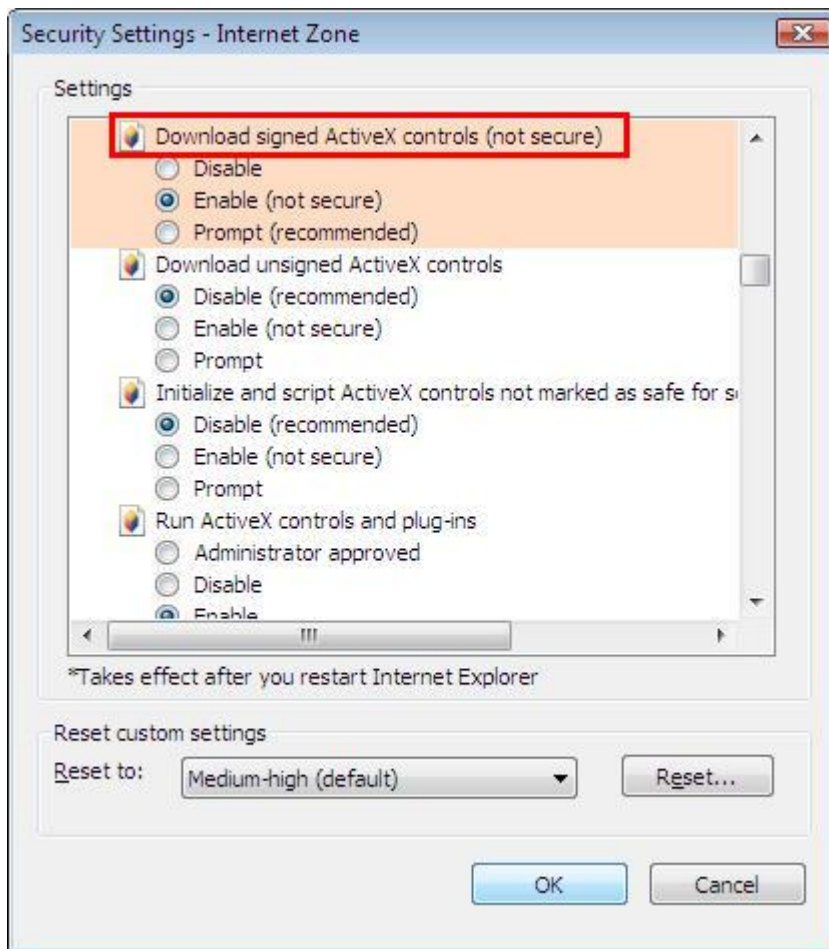 Security Settings - Internet Zone
Settings
Download signed ActiveX controls (not secure)
Disable
Enable (not secure)
Prompt (recommended)
Download unsigned ActiveX controls
Disable (recommended)
Enable (not secure)
Prompt
Initialize and script ActiveX controls not marked as safe for s
Disable (recommended)
Enable (not secure)
Prompt
Run ActiveX controls and plug-ins
Administrator approved
Disable
Enable
*Takes effect after you restart Internet Explorer
Reset custom settings
Reset to: Medium-high (default) Reset...
OK Cancel